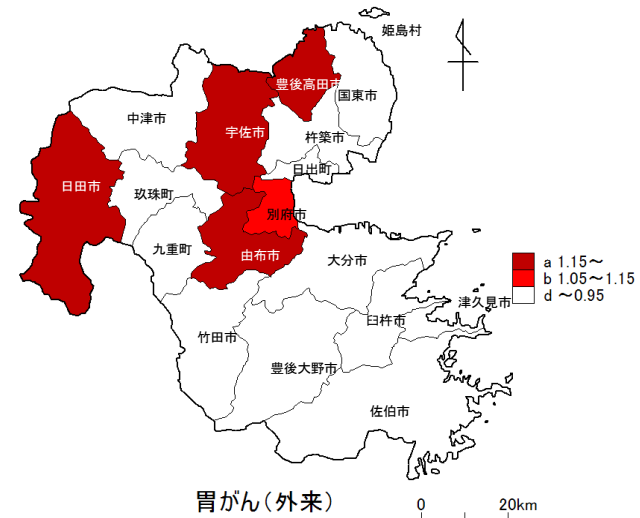 姫島村
豊後高田市
国東市
中津市
宇佐市
杵築市
日出町
日田市
玖珠町
別府市
九重町
由布市
大分市
a 1.15～
b 1.05～1.15
d ～0.95
津久見市
臼杵市
竹田市
豊後大野市
佐伯市
胃がん（外来）
0 20km